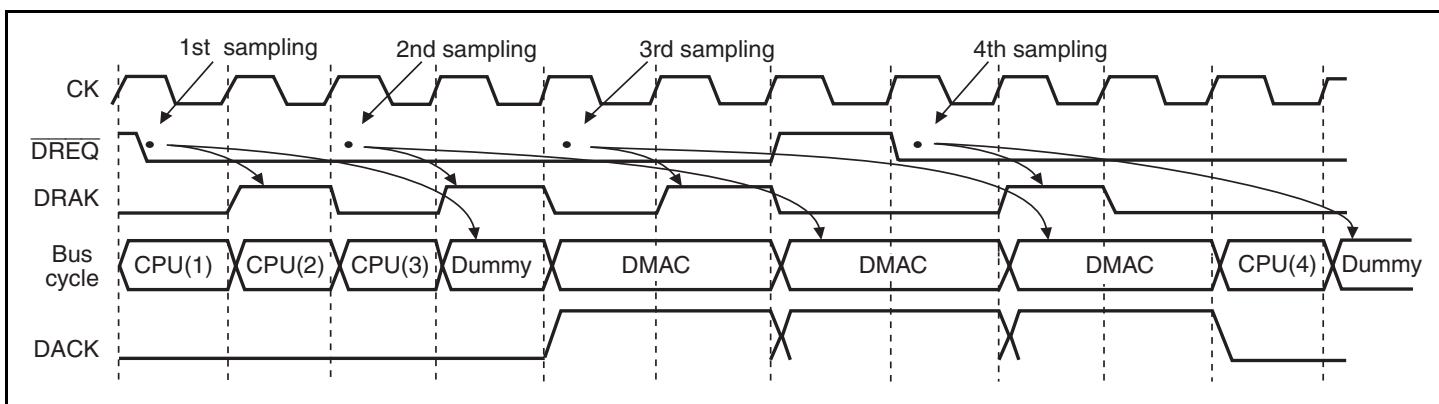 1st sampling 2nd sampling 3rd sampling 4th sampling
CK
DREQ
DRAK
Bus cycle CPU(1) CPU(2) CPU(3) Dummy DMAC DMAC DMAC CPU(4) Dummy
DACK